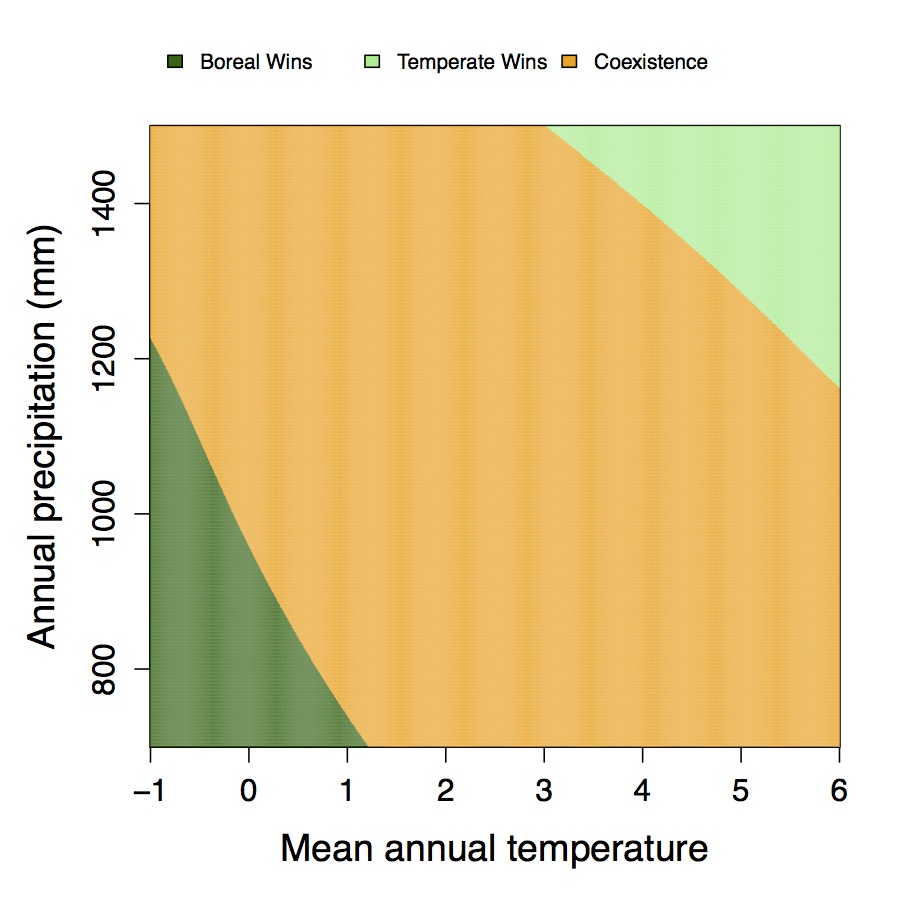 Boreal Wins Temperate Wins Coexistence
Annual precipitation (mm)
1400
1200
1000
800
−1 0 1 2 3 4 5 6
Mean annual temperature